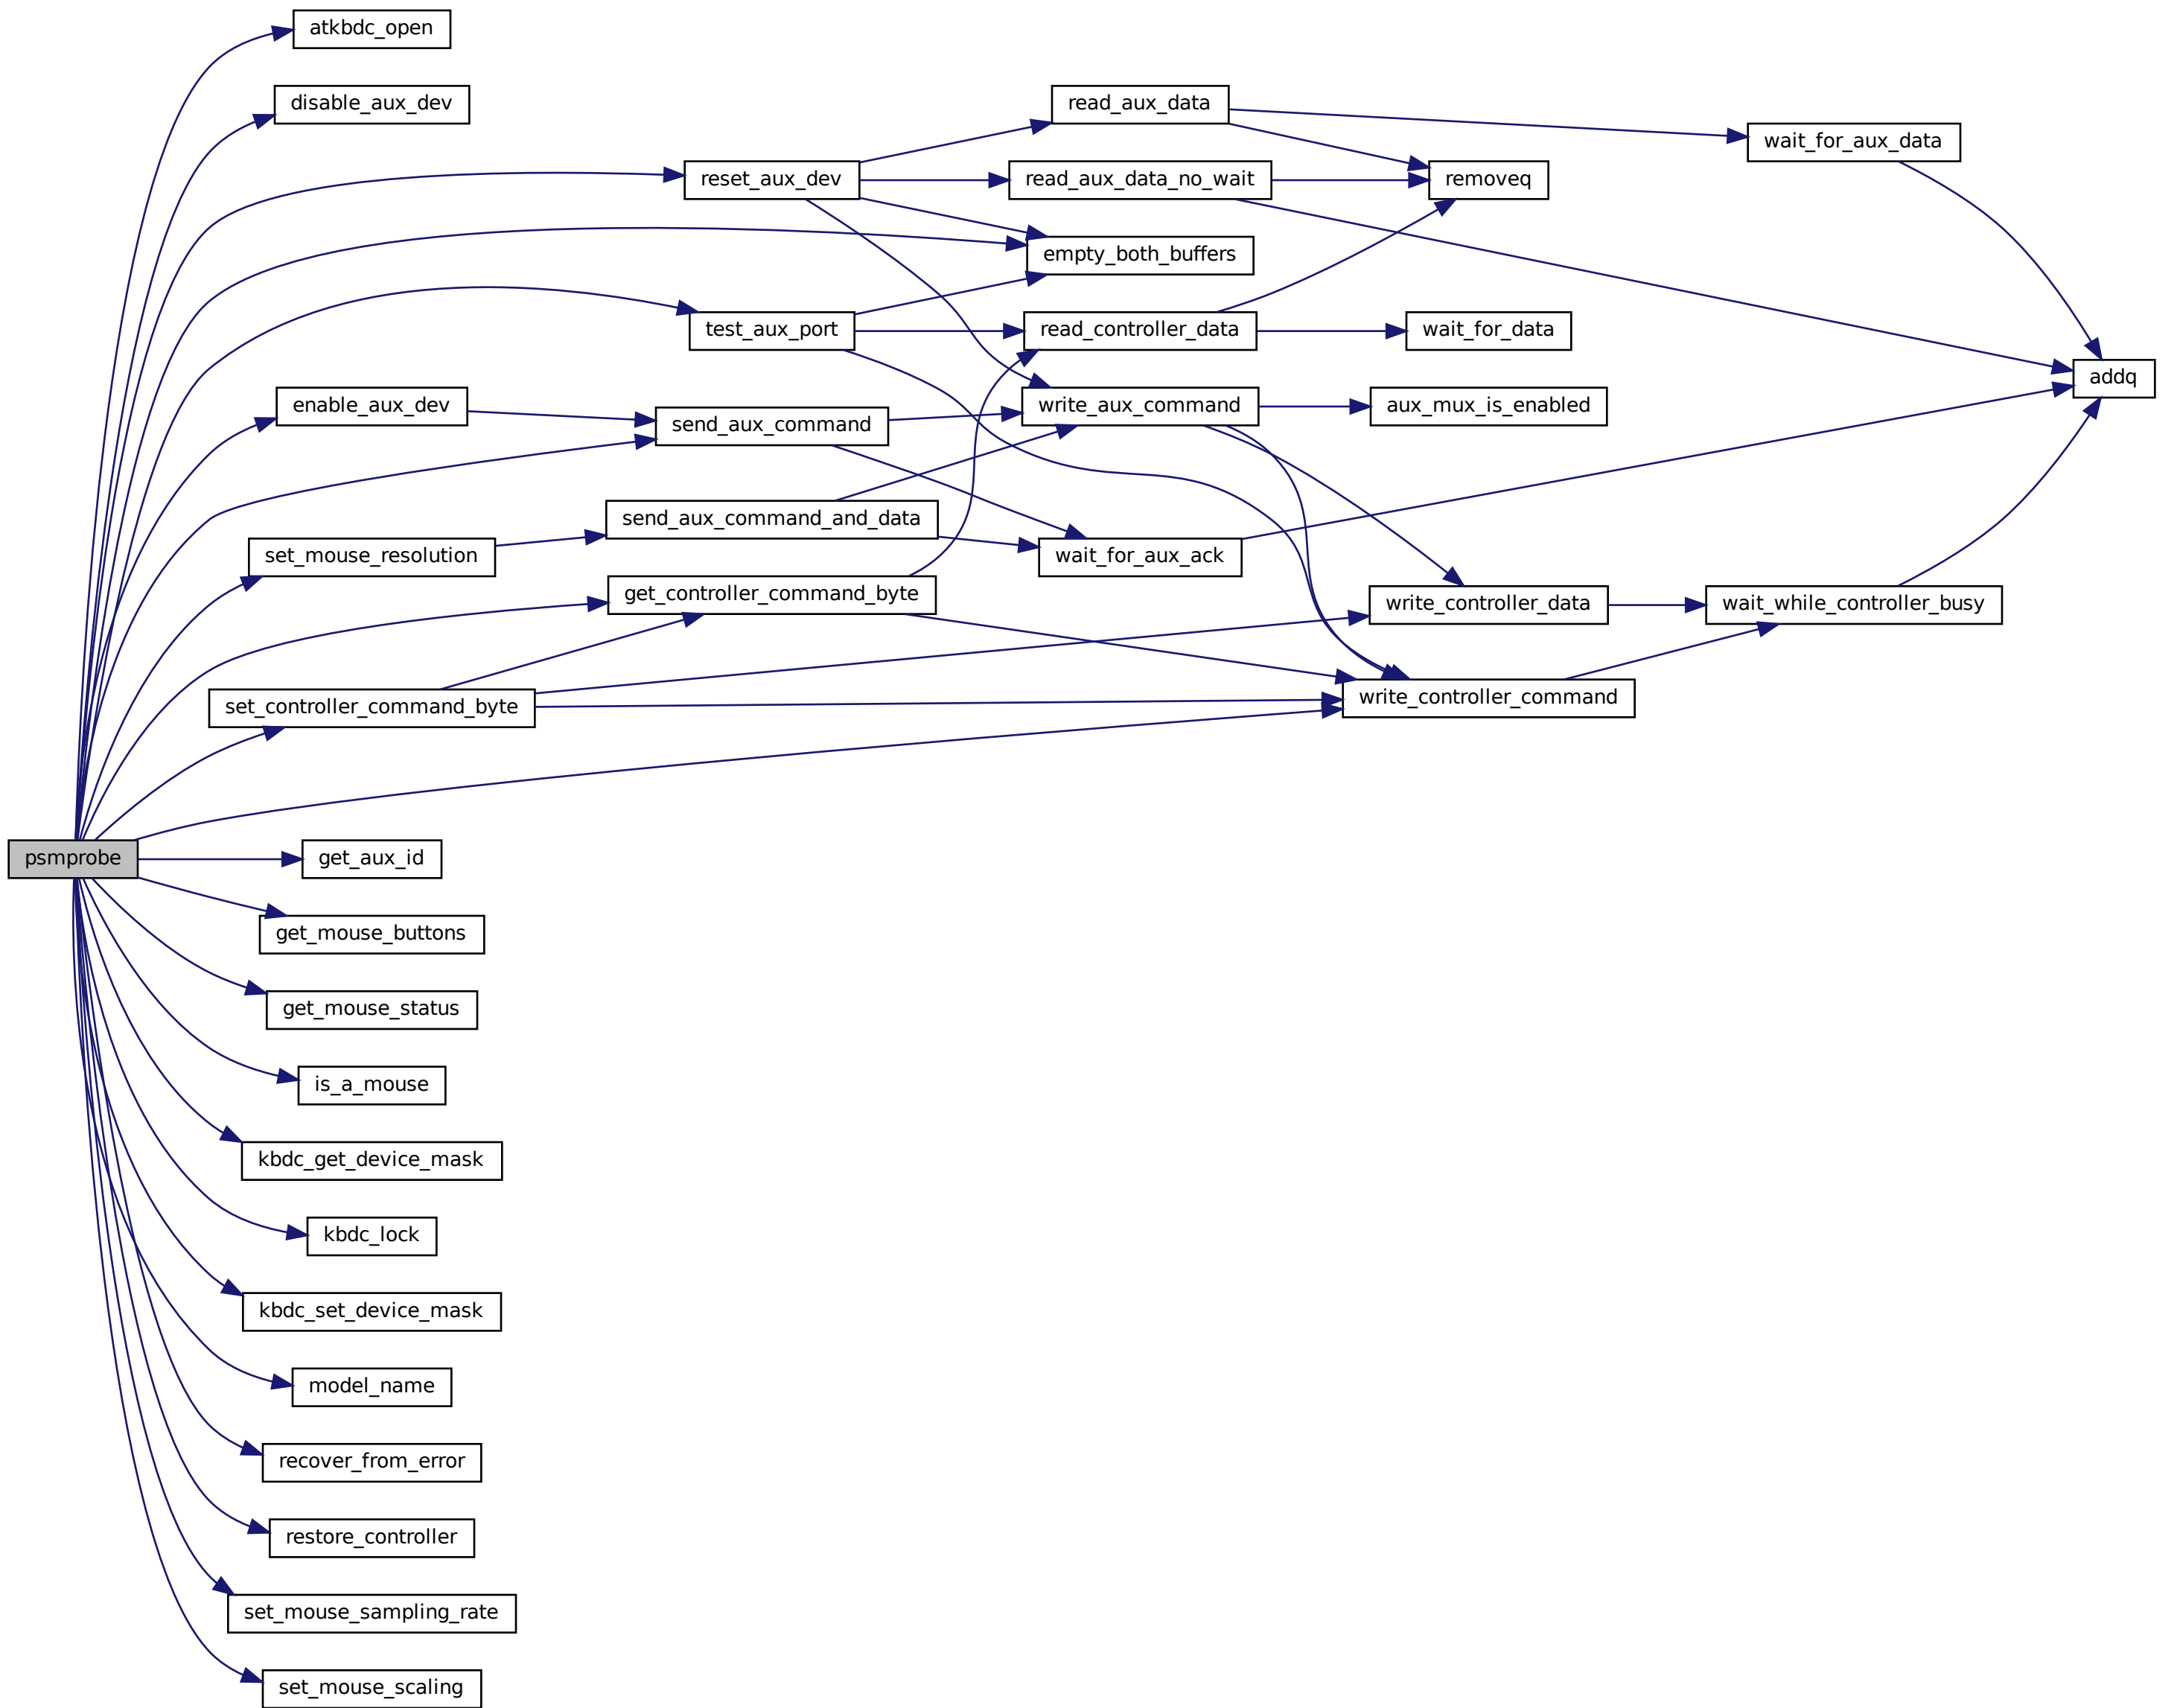 atkbdc_open
disable_aux_dev
read_aux_data
wait_for_aux_data
reset_aux_dev
read_aux_data_no_wait
removeq
empty_both_buffers
test_aux_port
read_controller_data
wait_for_data
addq
enable_aux_dev
send_aux_command
write_aux_command
aux_mux_is_enabled
send_aux_command_and_data
set_mouse_resolution
wait_for_aux_ack
get_controller_command_byte
write_controller_data
wait_while_controller_busy
set_controller_command_byte
write_controller_command
psmprobe
get_aux_id
get_mouse_buttons
get_mouse_status
is_a_mouse
kbdc_get_device_mask
kbdc_lock
kbdc_set_device_mask
model_name
recover_from_error
restore_controller
set_mouse_sampling_rate
set_mouse_scaling